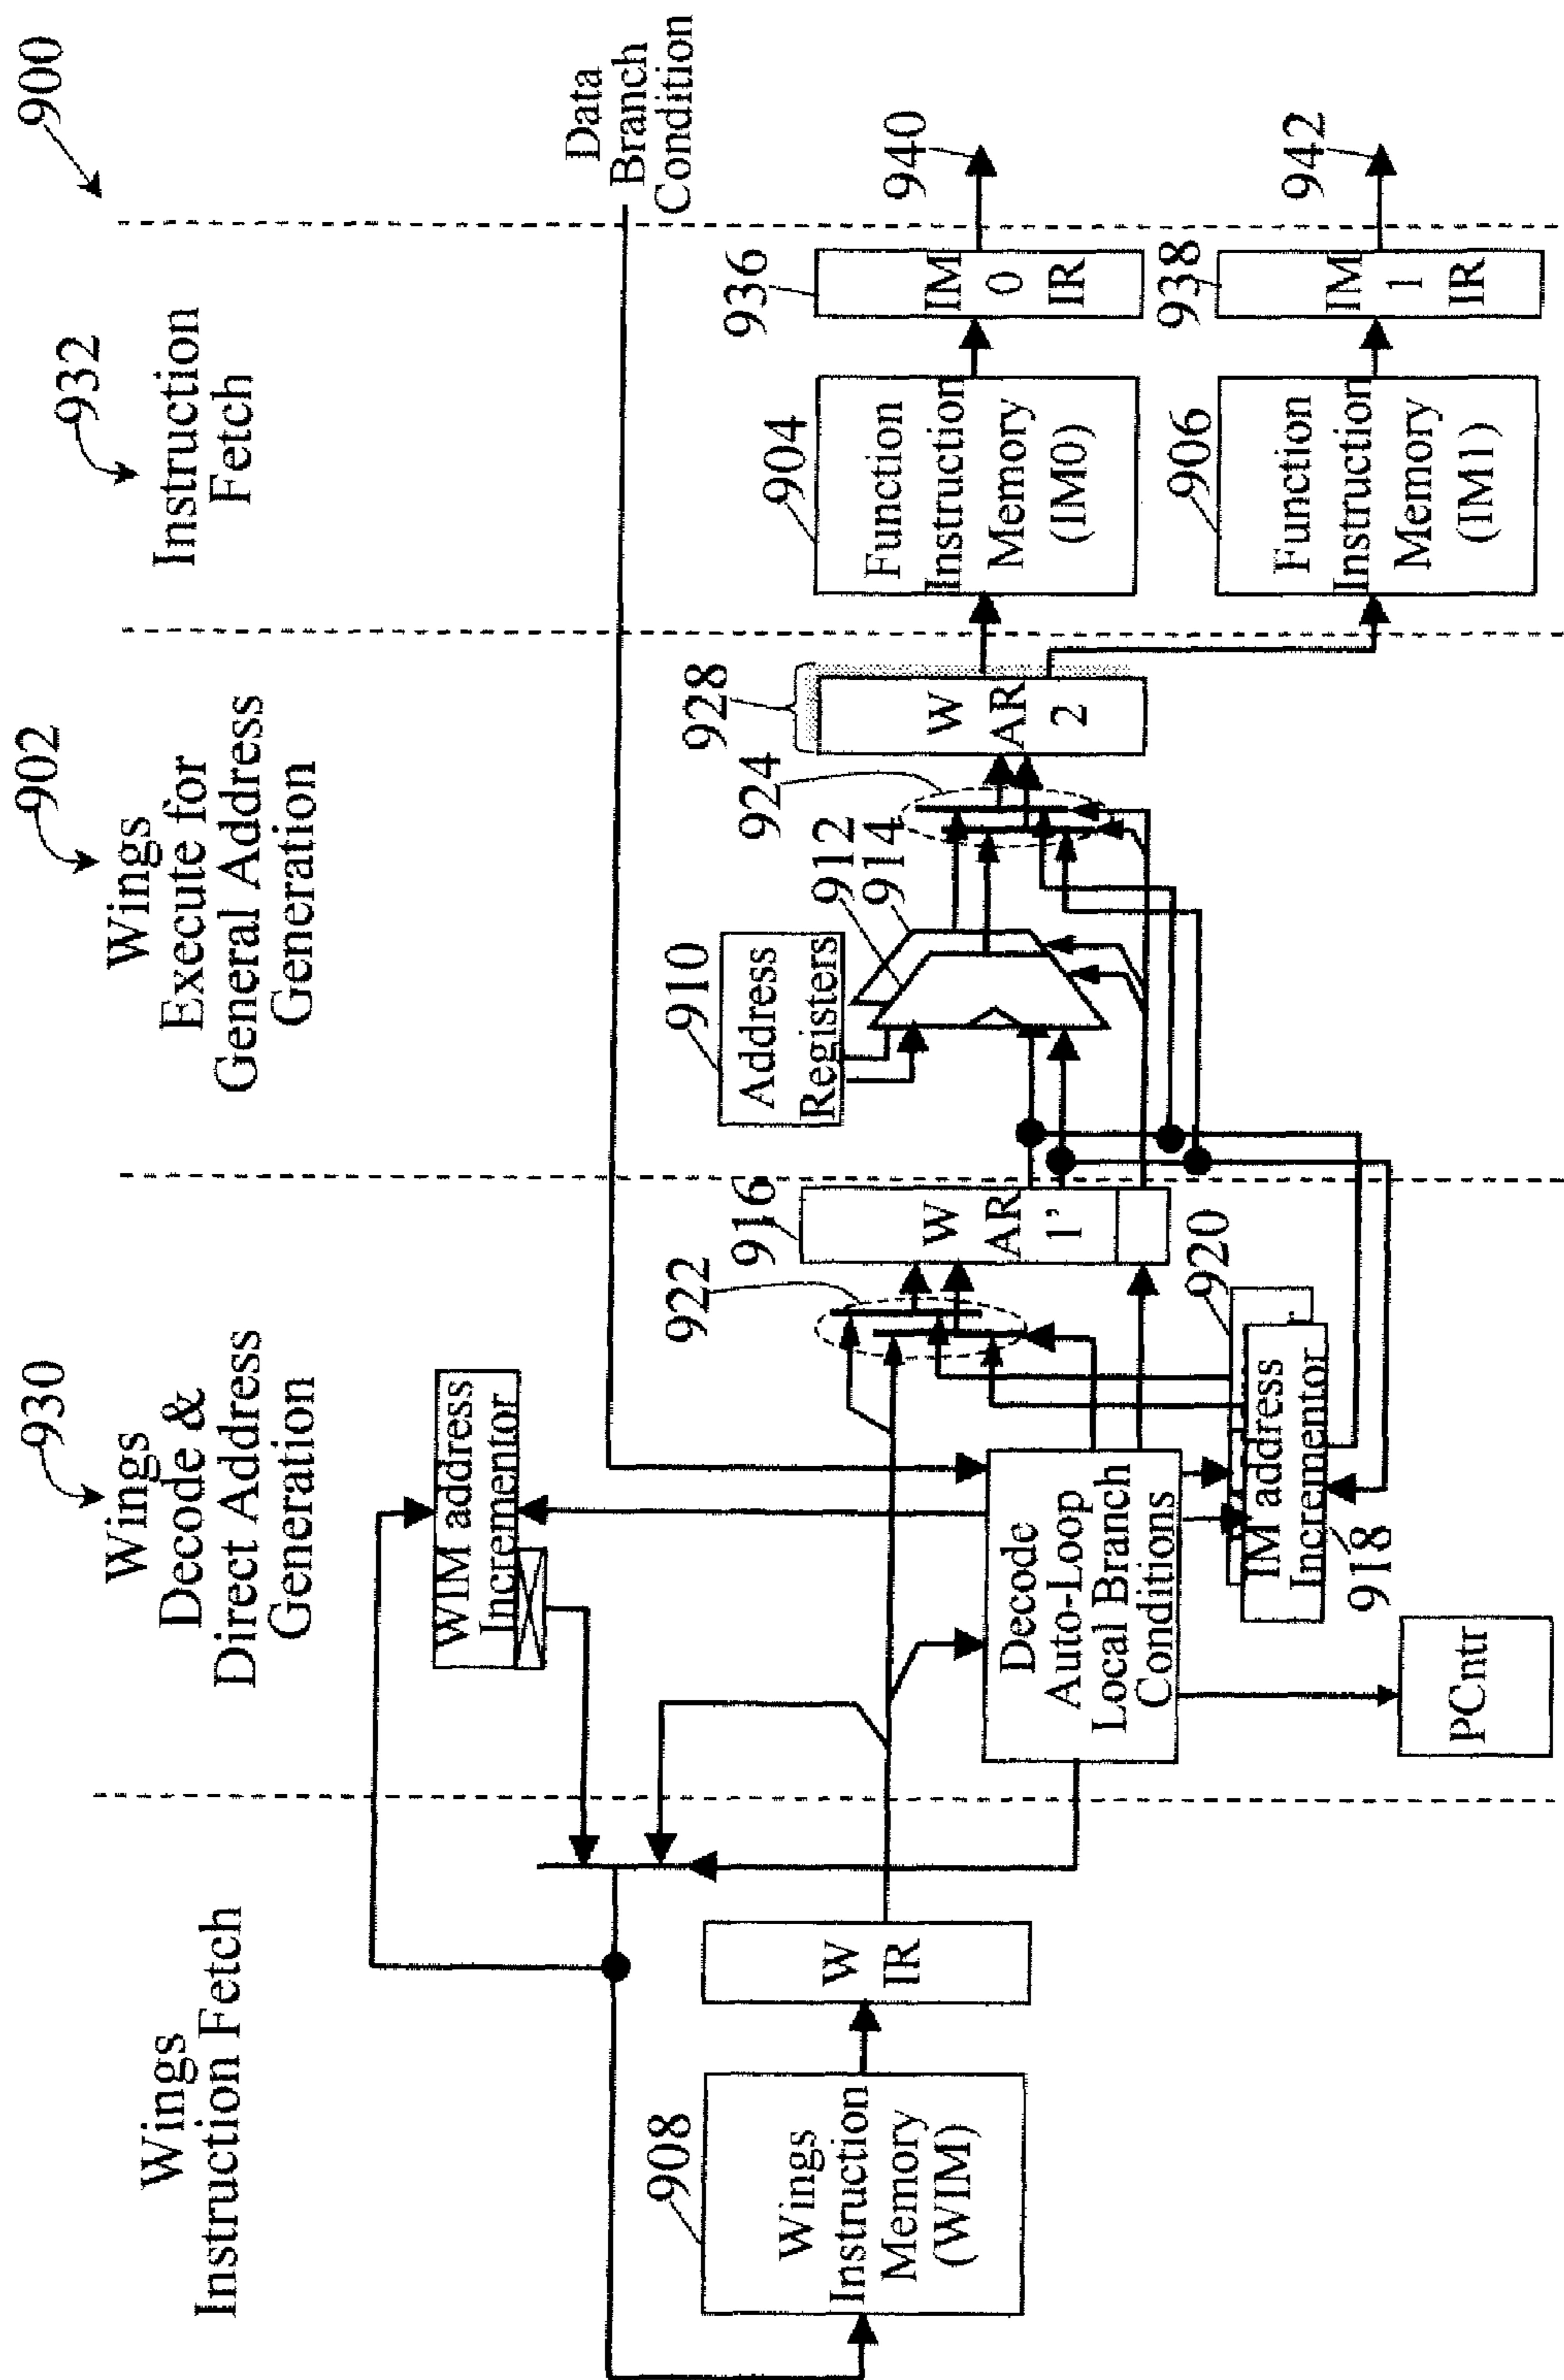 900
Wings
Instruction Fetch
930
Wings
Decode &
Direct Address
Generation
902
Wings
Execute for
General Address
Generation
932
Instruction
Fetch
Data
Branch
Condition
WIM address
Incrementor
908
Wings
Instruction
Memory
(WIM)
W
IR
Decode
Auto-Loop
Local Branch
Conditions
PCntr
922
916
W
AR
1'
920
r
IM address
Incrementor
918
910
Address
Registers
912
914
924
928
W
AR
2
904
Function
Instruction
Memory
(IM0)
936
IM
0
IR
940
906
Function
Instruction
Memory
(IM1)
938
IM
1
IR
942